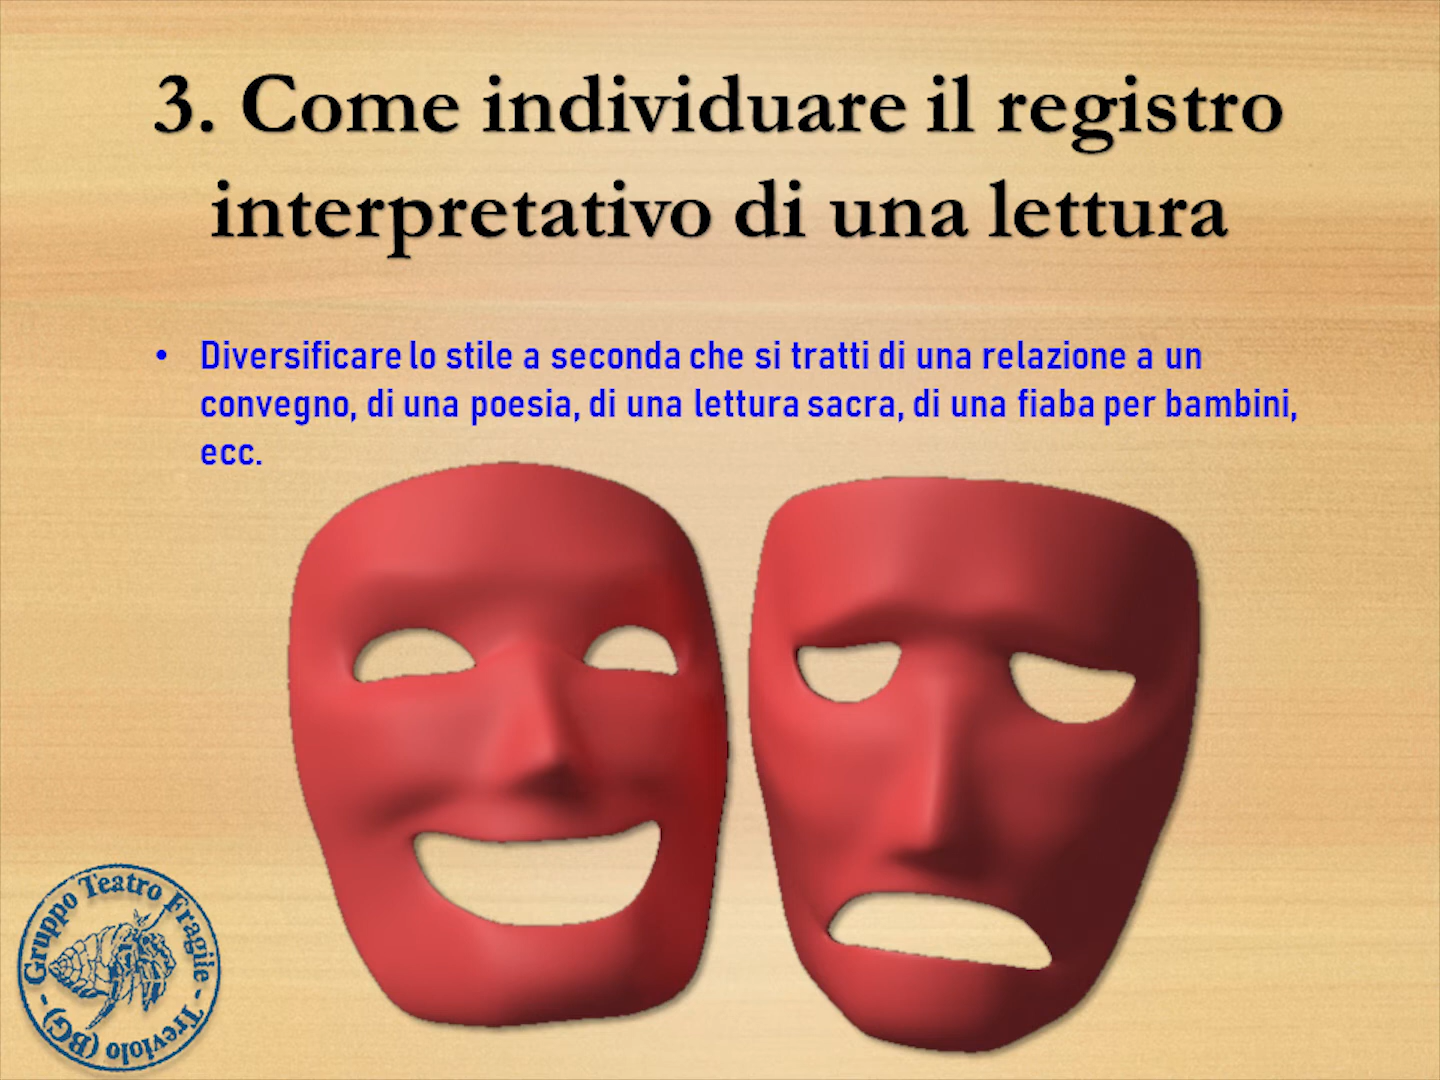 3. Come individuare il registro
interpretativo di una lettura
• Diversificare lo stile a seconda che si tratti di una relazione a un
convegno, di una poesia, di una lettura sacra, di una fiaba per bambini,
ecc.
Gruppo Teatro Fragile - Treviolo (BG) -